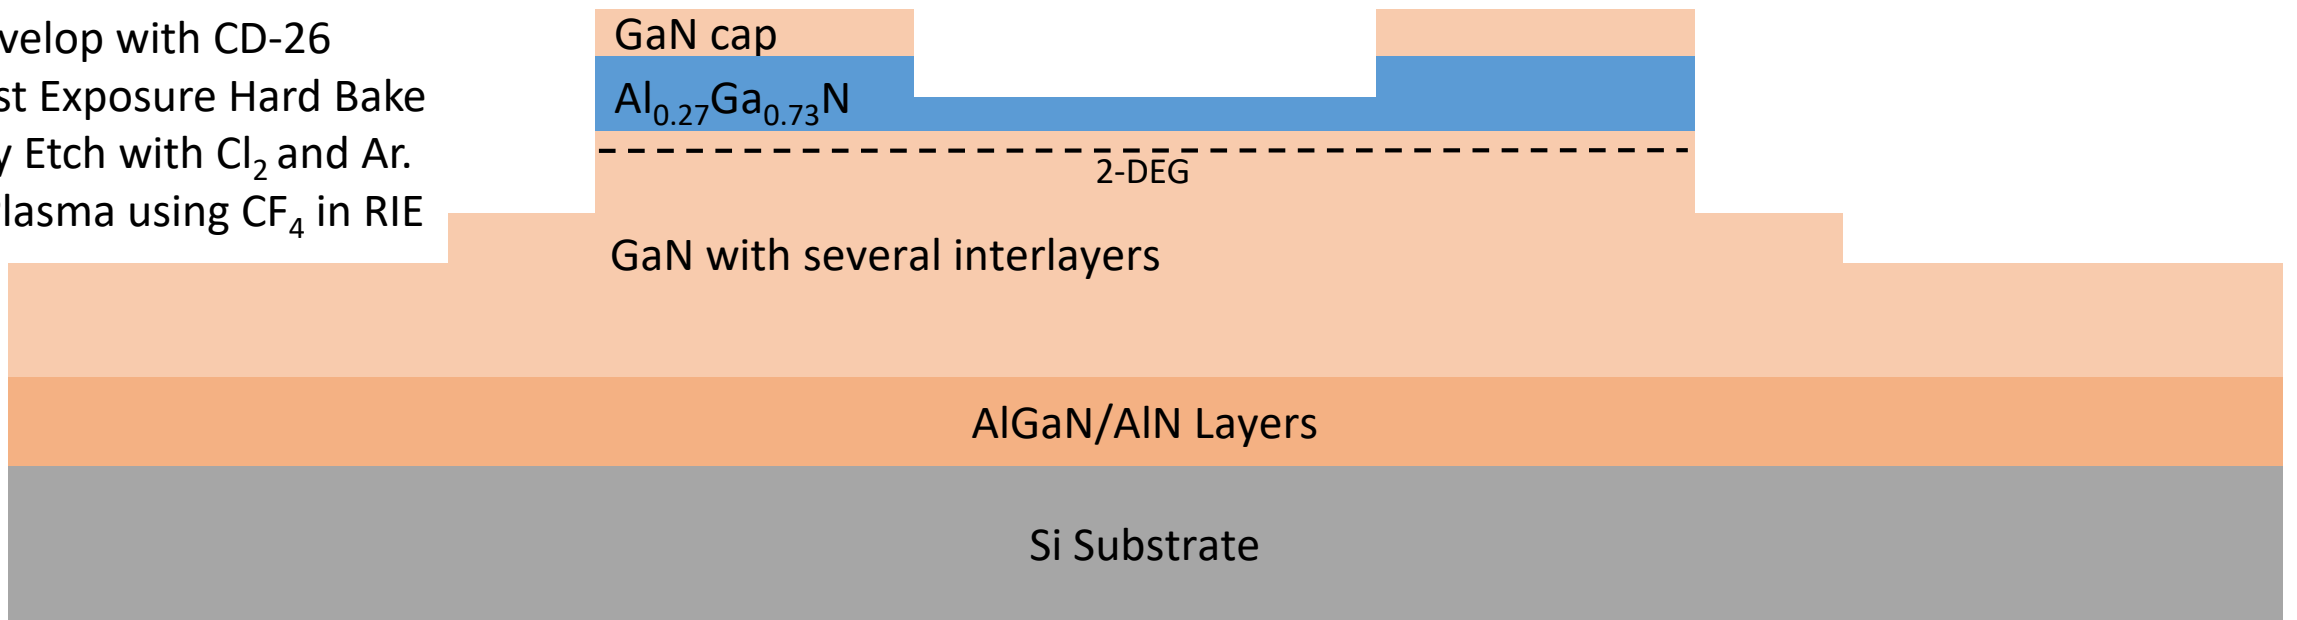 velop with CD-26
st Exposure Hard Bake
y Etch with Cl₂ and Ar.
Plasma using CF₄ in RIE
GaN cap
Al₀.₂₇Ga₀.₇₃N
2-DEG
GaN with several interlayers
AlGaN/AlN Layers
Si Substrate